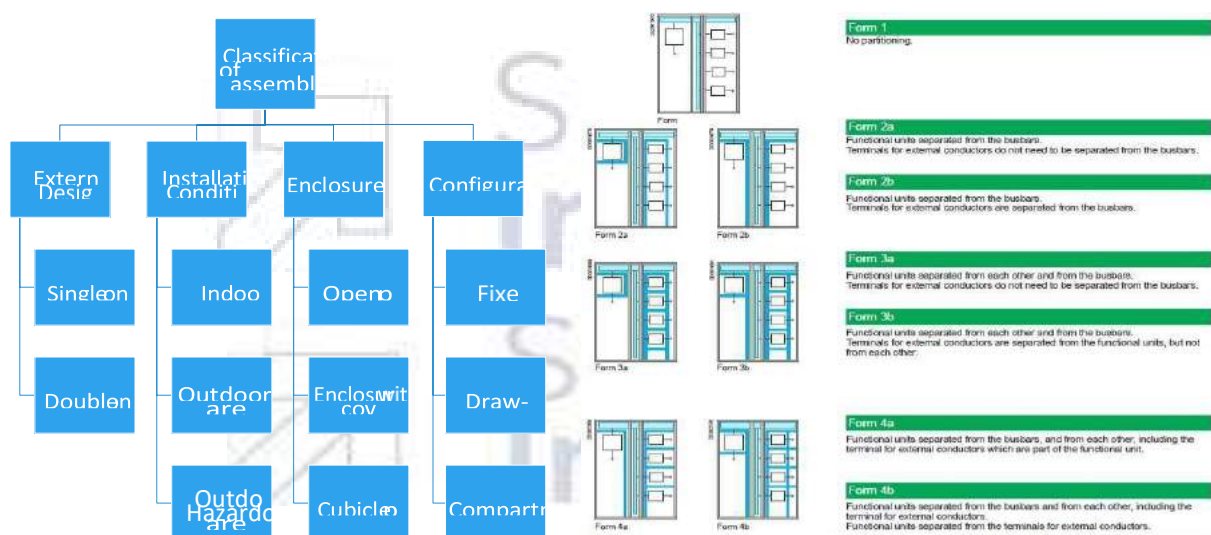 Classificat
of
assembl
Extern
Desig
Installati
Conditi
Enclosure
Configura
Single on
Indoo
Open p
Fixe
Double on
Outdoor
are
Enclosur wit
cov
Draw-
Outdo
Hazardo
are
Cubicle p
Compartr
Form
Form 2a
Form 2b
Form 3a
Form 3b
Form 4a
Form 4b
Form 1
No partitioning.
Form 2a
Functional units separated from the busbars.
Terminals for external conductors do not need to be separated from the busbars.
Form 2b
Functional units separated from the busbars.
Terminals for external conductors are separated from the busbars.
Form 3a
Functional units separated from each other and from the busbars.
Terminals for external conductors do not need to be separated from the busbars.
Form 3b
Functional units separated from each other and from the busbars.
Terminals for external conductors are separated from the functional units, but not
from each other.
Form 4a
Functional units separated from the busbars, and from each other, including the
terminal for external conductors which are part of the functional unit.
Form 4b
Functional units separated from the busbars and from each other, including the
terminal for external conductors.
Functional units separated from the terminals for external conductors.